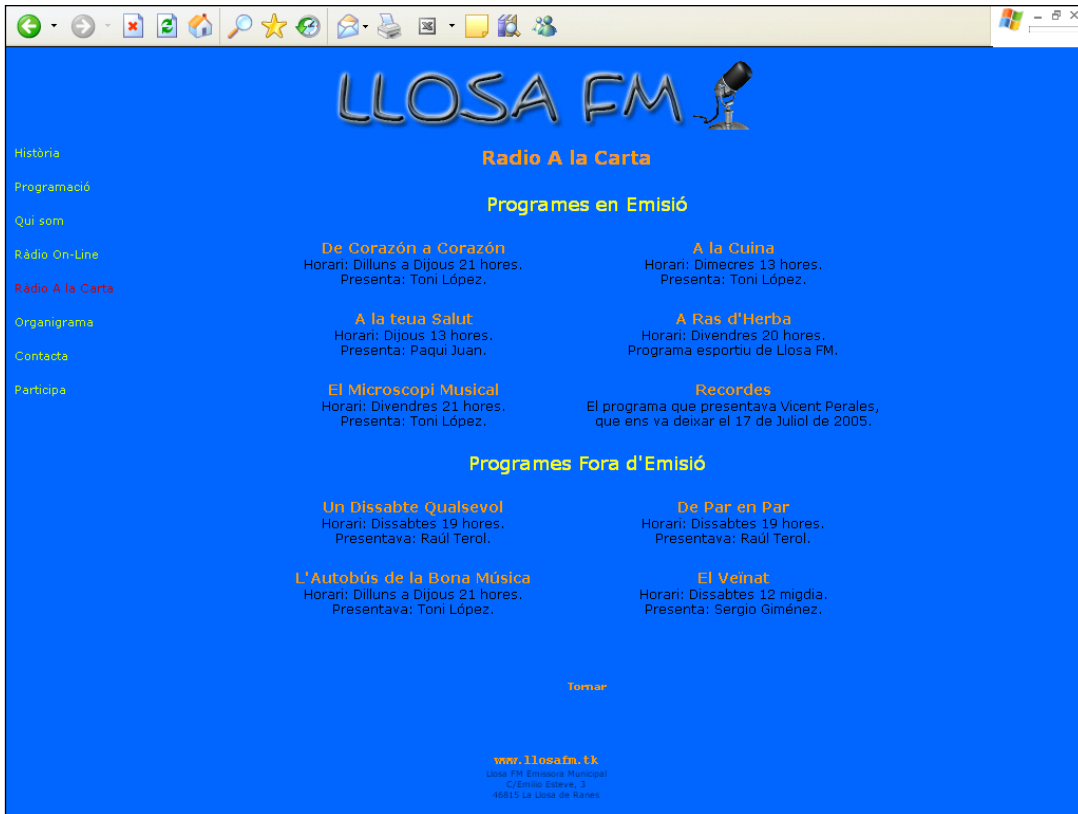 LLOSA FM
Història
Programació
Qui som
Ràdio On-Line
Ràdio A la Carta
Organigrama
Contacta
Participa
Radio A la Carta
Programes en Emisió
De Corazón a Corazón
Horari: Dilluns a Dijous 21 hores.
Presenta: Toni López.
A la Cuina
Horari: Dimecres 13 hores.
Presenta: Toni López.
A la teua Salut
Horari: Dijous 13 hores.
Presenta: Paqui Juan.
A Ras d'Herba
Horari: Divendres 20 hores.
Programa esportiu de Llosa FM.
El Microscopi Musical
Horari: Divendres 21 hores.
Presenta: Toni López.
Recordes
El programa que presentava Vicent Perales,
que ens va deixar el 17 de Juliol de 2005.
Programes Fora d'Emisió
Un Dissabte Qualsevol
Horari: Dissabtes 19 hores.
Presentava: Raúl Terol.
De Par en Par
Horari: Dissabtes 19 hores.
Presentava: Raúl Terol.
L'Autobús de la Bona Música
Horari: Dilluns a Dijous 21 hores.
Presentava: Toni López.
El Veïnat
Horari: Dissabtes 12 migdia.
Presenta: Sergio Giménez.
Tornar
www.llosafm.tk
Llosa FM Emissora Municipal
C/Emilio Esteve, 3
46815 La Llosa de Ranes